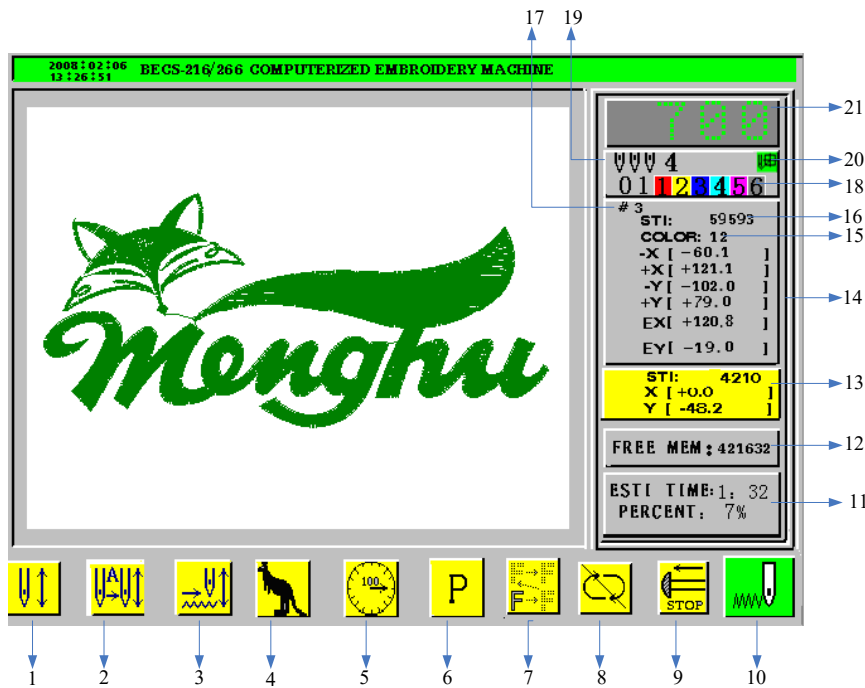 17
19
2008:02:06
13:26:51
BECS-216/266 COMPUTERIZED EMBROIDERY MACHINE
700
21
4
20
0 1 1 2 3 4 5 6
18
# 3
STI: 59593
16
COLOR: 12
15
-X [ -60.1 ]
+X [ +121.1 ]
-Y [ -102.0 ]
+Y [ +79.0 ]
14
EX[ +120.8 ]
EY[ -19.0 ]
Menghu
STI: 4210
13
X [ +0.0 ]
Y [ -48.2 ]
FREE MEM: 421632
12
ESTI TIME: 1: 32
11
PERCENT: 7%
A
100
P
F
STOP
1 2 3 4 5 6 7 8 9 10